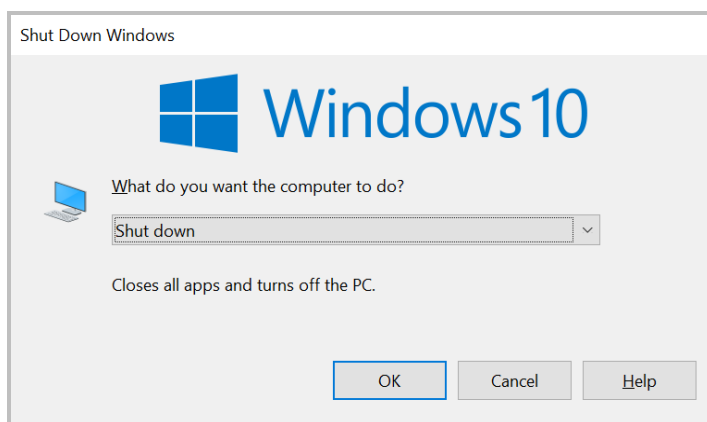 Shut Down Windows
Windows 10
What do you want the computer to do?
Shut down
Closes all apps and turns off the PC.
OK Cancel Help